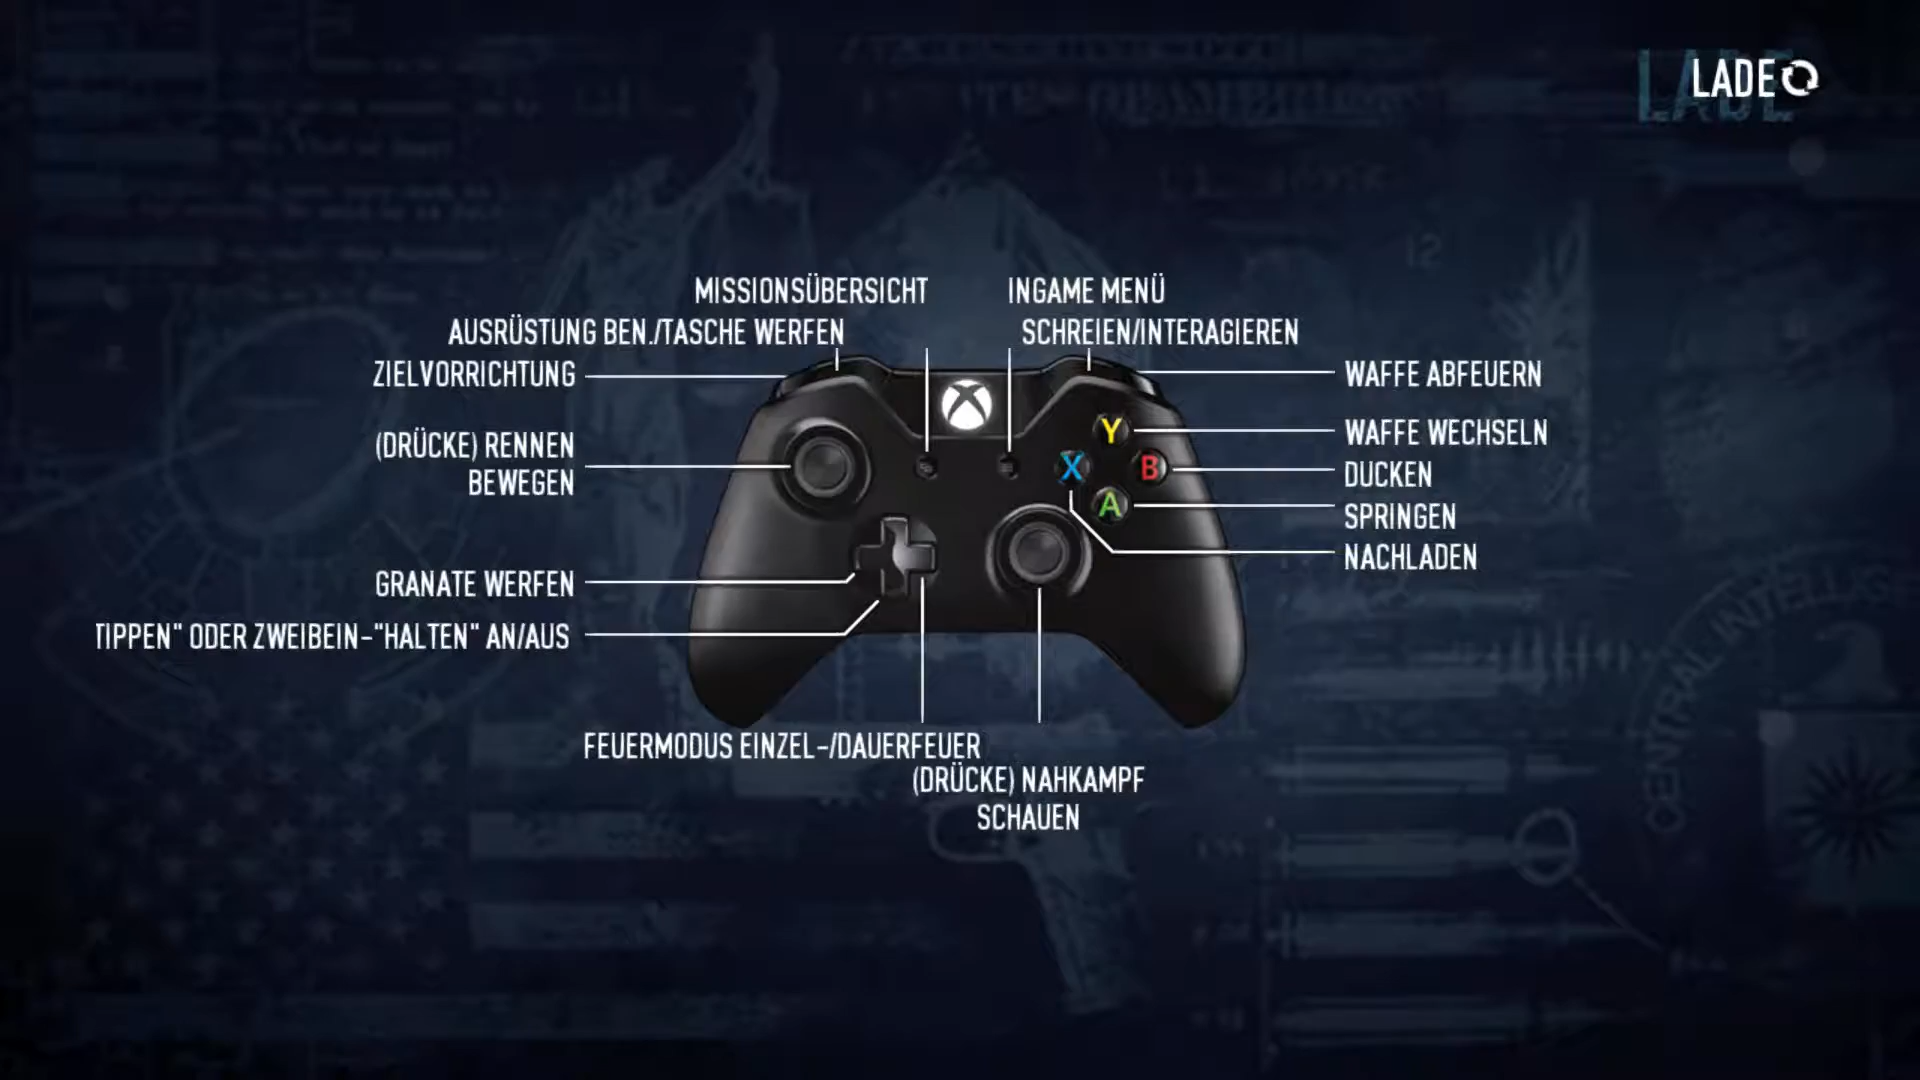 LADE
MISSIONSÜBERSICHT
INGAME MENÜ
AUSRÜSTUNG BEN./TASCHE WERFEN
SCHREIEN/INTERAGIEREN
ZIELVORRICHTUNG
WAFFE ABFEUERN
(DRÜCKE) RENNEN
BEWEGEN
Y
WAFFE WECHSELN
X
B
DUCKEN
A
SPRINGEN
NACHLADEN
GRANATE WERFEN
TIPPEN" ODER ZWEIBEIN-"HALTEN" AN/AUS
FEUERMODUS EINZEL-/DAUERFEUER
(DRÜCKE) NAHKAMPF
SCHAUEN
12